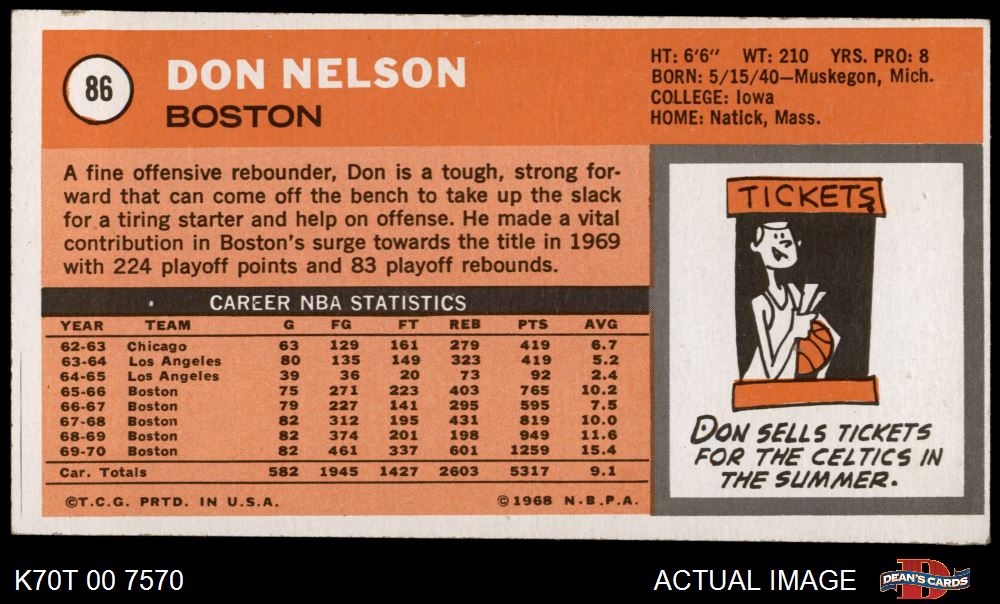 86
DON NELSON
BOSTON
HT: 6'6" WT: 210 YRS. PRO: 8
BORN: 5/15/40—Muskegon, Mich.
COLLEGE: Iowa
HOME: Natick, Mass.
A fine offensive rebounder, Don is a tough, strong for-
ward that can come off the bench to take up the slack
for a tiring starter and help on offense. He made a vital
contribution in Boston's surge towards the title in 1969
with 224 playoff points and 83 playoff rebounds.
CAREER NBA STATISTICS
YEAR TEAM G FG FT REB PTS AVG
62-63 Chicago 63 129 161 279 419 6.7
63-64 Los Angeles 80 135 149 323 419 5.2
64-65 Los Angeles 39 36 20 73 92 2.4
65-66 Boston 75 271 223 403 765 10.2
66-67 Boston 79 227 141 295 595 7.5
67-68 Boston 82 312 195 431 819 10.0
68-69 Boston 82 374 201 198 949 11.6
69-70 Boston 82 461 337 601 1259 15.4
Car. Totals 582 1945 1427 2603 5317 9.1
©T.C.G. PRTD. IN U.S.A. ©1968 N.B.P.A.
TICKETS
DON SELLS TICKETS
FOR THE CELTICS IN
THE SUMMER.
K70T 00 7570
ACTUAL IMAGE
D
DEAN'S CARDS